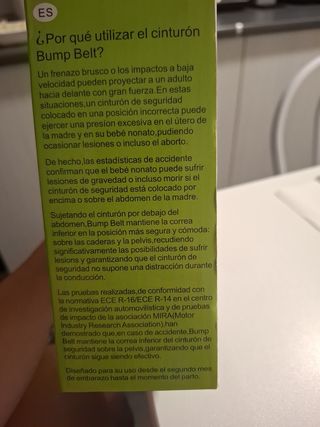 ES
¿Por qué utilizar el cinturón
Bump Belt?
Un frenazo brusco o los impactos a baja
velocidad pueden proyectar a un adulto
hacia delante con gran fuerza.En estas
situaciones,un cinturón de seguridad
colocado en una posición incorrecta puede
ejercer una presion excesiva en el útero de
la madre y en su bebé nonato,pudiendo
ocasionar lesiones o incluso el aborto.
De hecho,las estadísticas de accidente
confirman que el bebé nonato puede sufrir
lesiones de gravedad o incluso morir si el
cinturón de seguridad está colocado por
encima o sobre el abdomen de la madre.
Sujetando el cinturón por debajo del
abdomen,Bump Belt mantiene la correa
inferior en la posición más segura y cómoda:
sobre las caderas y la pelvis,recudiendo
significativamente las posibilidades de sufrir
lesions y garantizando que el cinturón de
seguridad no supone una distracción durante
la conducción.
Las pruebas realizadas,de conformidad con
la normativa ECE R-16/ECE R-14 en el centro
de investigación automovilística y de pruebas
de impacto de la asociación MIRA(Motor
Industry Research Association),han
demostrado que,en caso de accidente,Bump
Belt mantiene la correa inferior del cinturón de
seguridad sobre la pelvis,garantizando que el
cinturón sigue siendo efectivo.
Diseñado para su uso desde el segundo mes
de embarazo hasta el momento del parto.